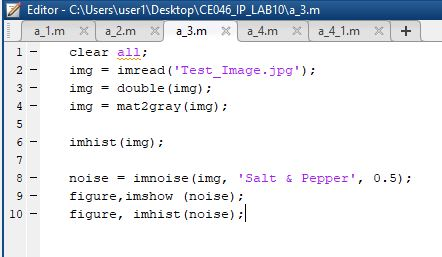 Editor - C:\Users\user1\Desktop\CE046_IP_LAB10\a_3.m
a_1.m a_2.m a_3.m a_4.m a_4_1.m +
1 - clear all;
2 - img = imread('Test_Image.jpg');
3 - img = double(img);
4 - img = mat2gray(img);
5
6 - imhist(img);
7
8 - noise = imnoise(img, 'Salt & Pepper', 0.5);
9 - figure,imshow (noise);
10 - figure, imhist(noise);